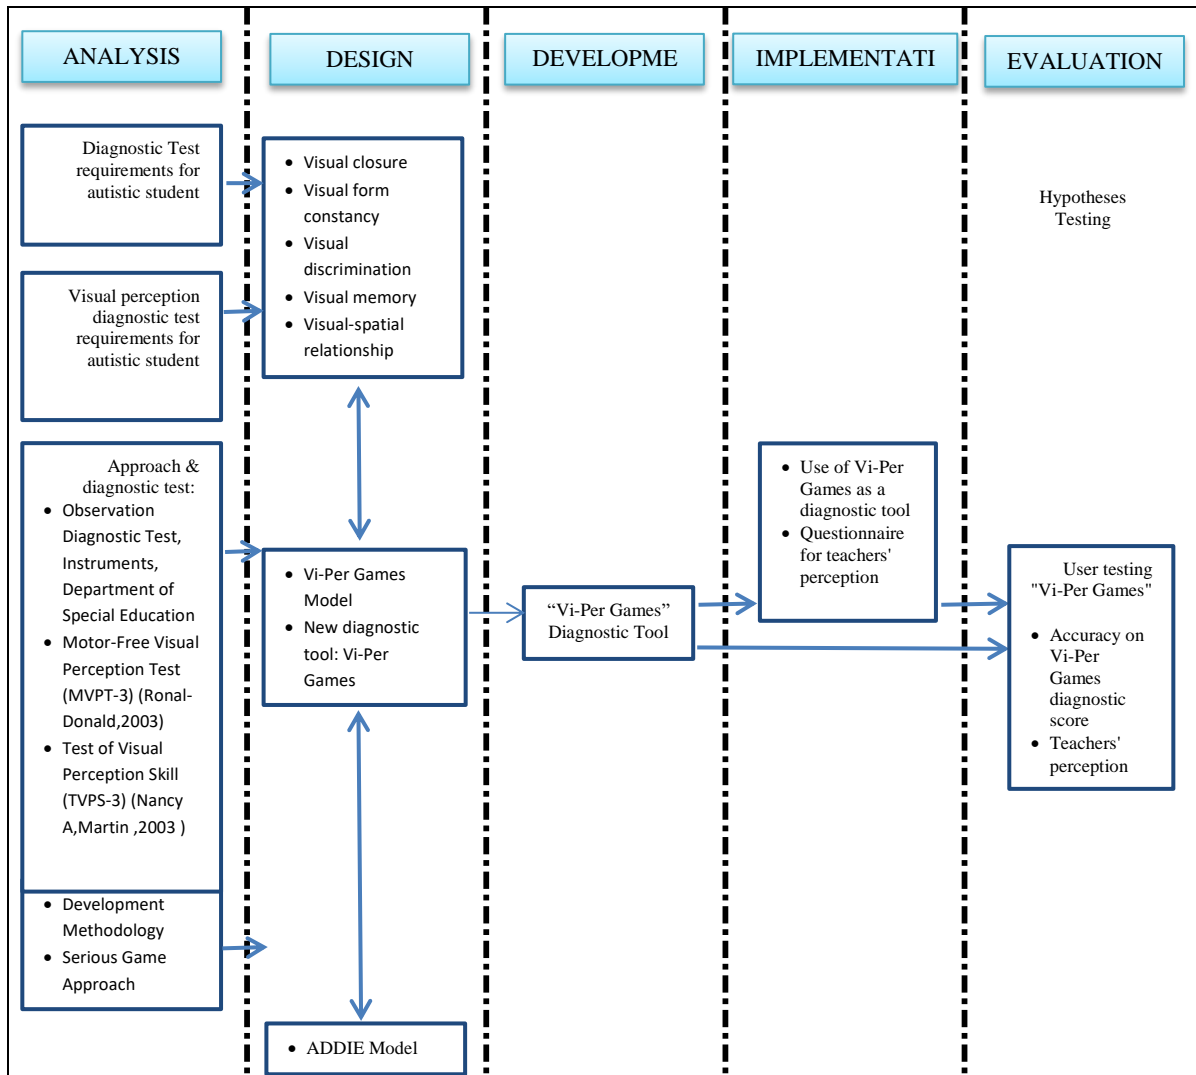 ANALYSIS
DESIGN
DEVELOPME
IMPLEMENTATI
EVALUATION
Diagnostic Test
requirements for
autistic student
Visual perception
diagnostic test
requirements for
autistic student
Approach &
diagnostic test:
• Observation
Diagnostic Test,
Instruments,
Department of
Special Education
• Motor-Free Visual
Perception Test
(MVPT-3) (Ronal-
Donald,2003)
• Test of Visual
Perception Skill
(TVPS-3) (Nancy
A,Martin ,2003 )
• Development
Methodology
• Serious Game
Approach
• Visual closure
• Visual form
constancy
• Visual
discrimination
• Visual memory
• Visual-spatial
relationship
• Vi-Per Games
Model
• New diagnostic
tool: Vi-Per
Games
• ADDIE Model
“Vi-Per Games”
Diagnostic Tool
• Use of Vi-Per
Games as a
diagnostic tool
• Questionnaire
for teachers'
perception
Hypotheses
Testing
User testing
"Vi-Per Games"
• Accuracy on
Vi-Per
Games
diagnostic
score
• Teachers'
perception